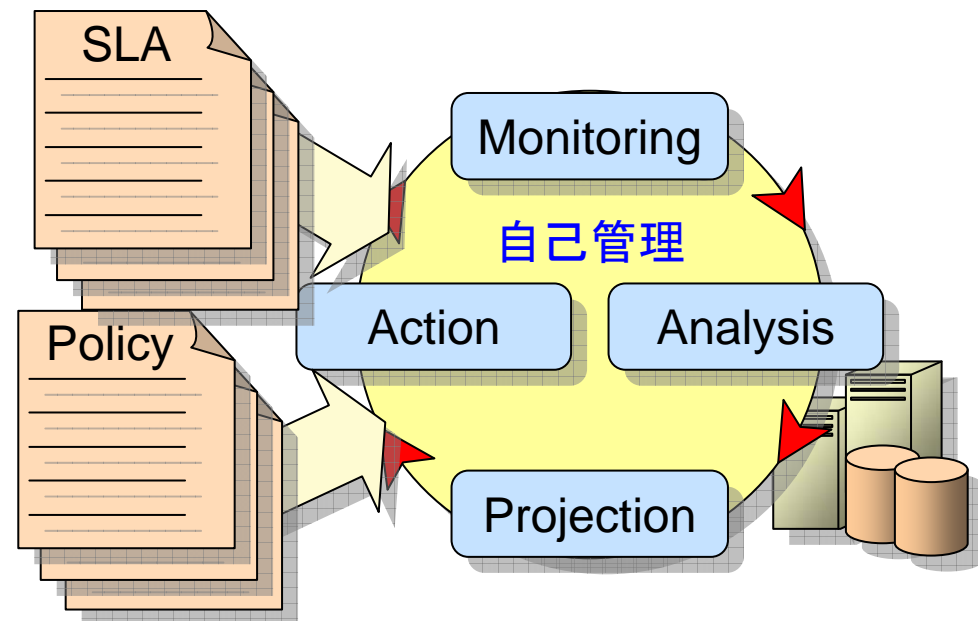 SLA
Monitoring
自己管理
Action
Analysis
Policy
Projection